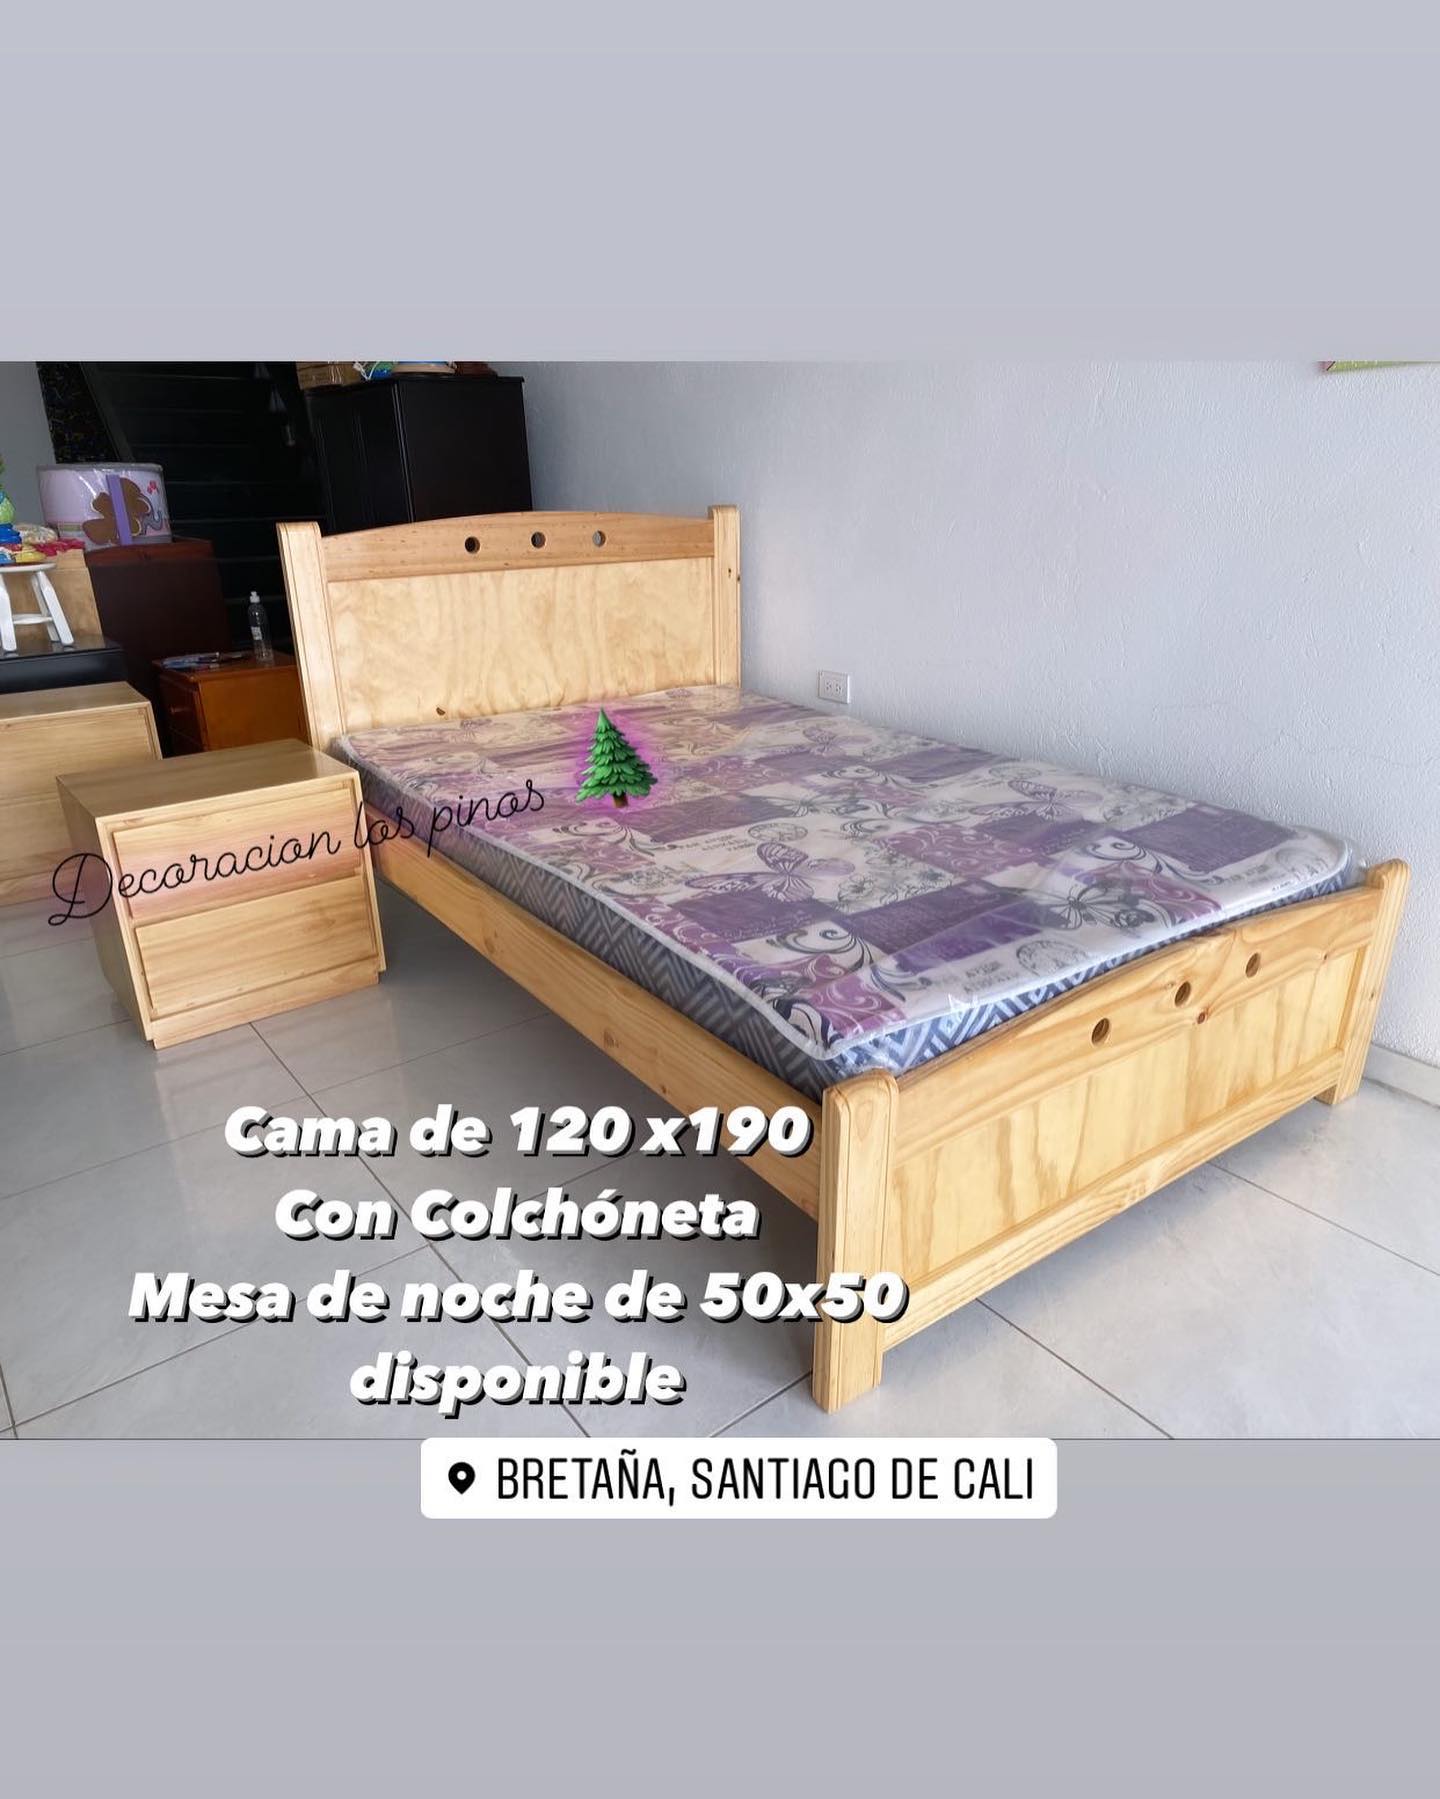 Decoracion los pinos
Cama de 120 x190
Con Colchóneta
Mesa de noche de 50x50
disponible
BRETAÑA, SANTIAGO DE CALI